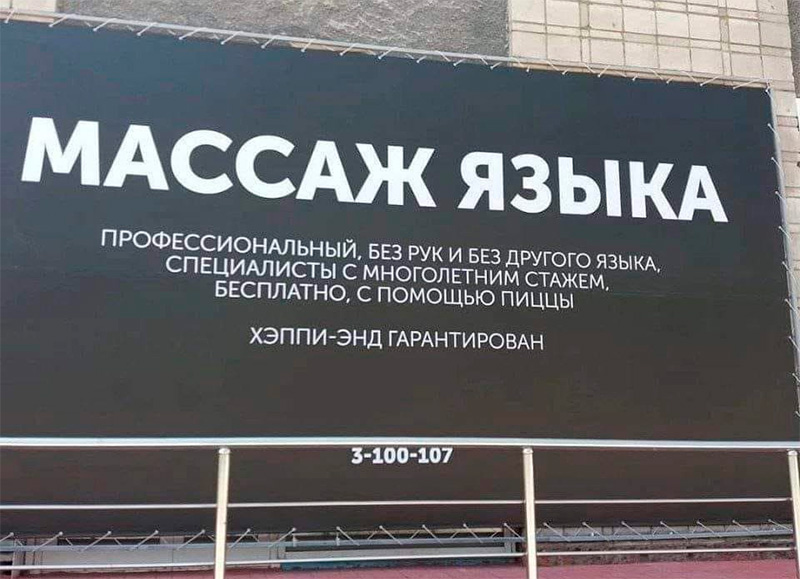 МАССАЖ ЯЗЫКА
ПРОФЕССИОНАЛЬНЫЙ, БЕЗ РУК И БЕЗ ДРУГОГО ЯЗЫКА,
СПЕЦИАЛИСТЫ С МНОГОЛЕТНИМ СТАЖЕМ,
БЕСПЛАТНО, С ПОМОЩЬЮ ПИЦЦЫ
ХЭППИ-ЭНД ГАРАНТИРОВАН
3-100-107